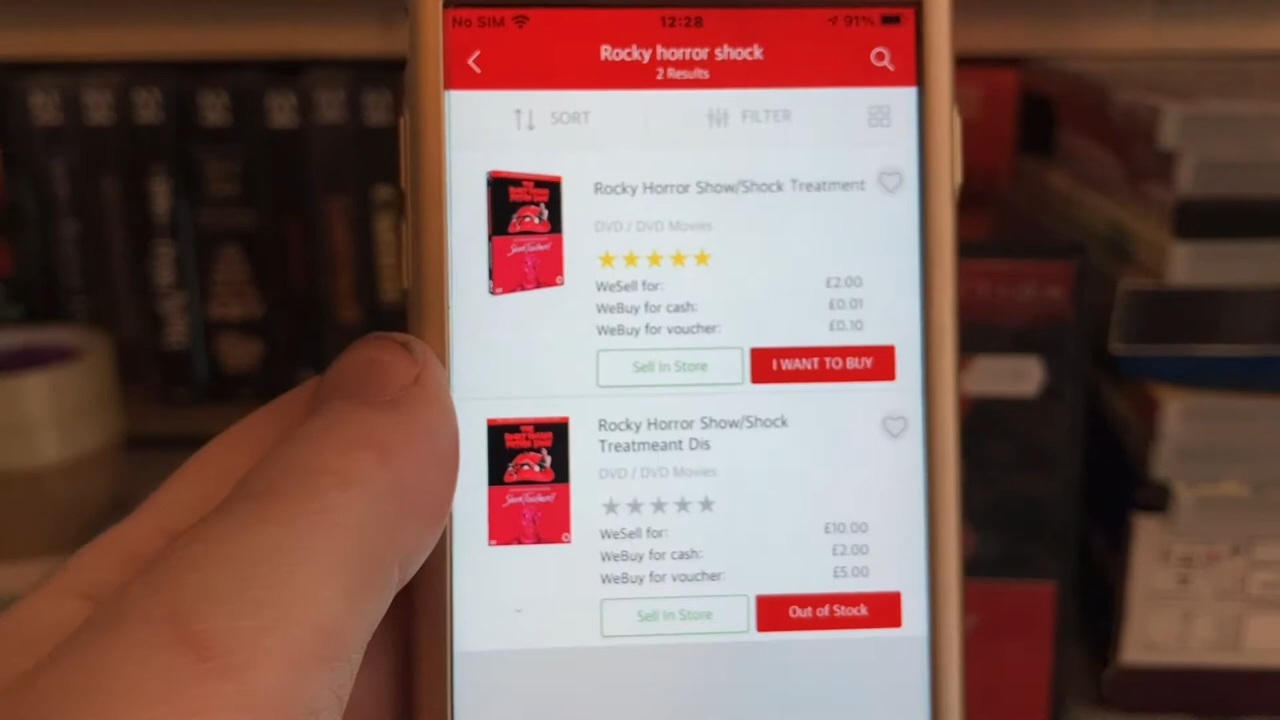 No SIM 12:28 91%
Rocky horror shock
2 Results
SORT FILTER
Rocky Horror Show/Shock Treatment
DVD / DVD Movies
WeSell for: £2.00
WeBuy for cash: £0.01
WeBuy for voucher: £0.10
Sell In Store I WANT TO BUY
Rocky Horror Show/Shock
Treatmeant Dis
DVD / DVD Movies
WeSell for: £10.00
WeBuy for cash: £2.00
WeBuy for voucher: £5.00
Sell In Store Out of Stock